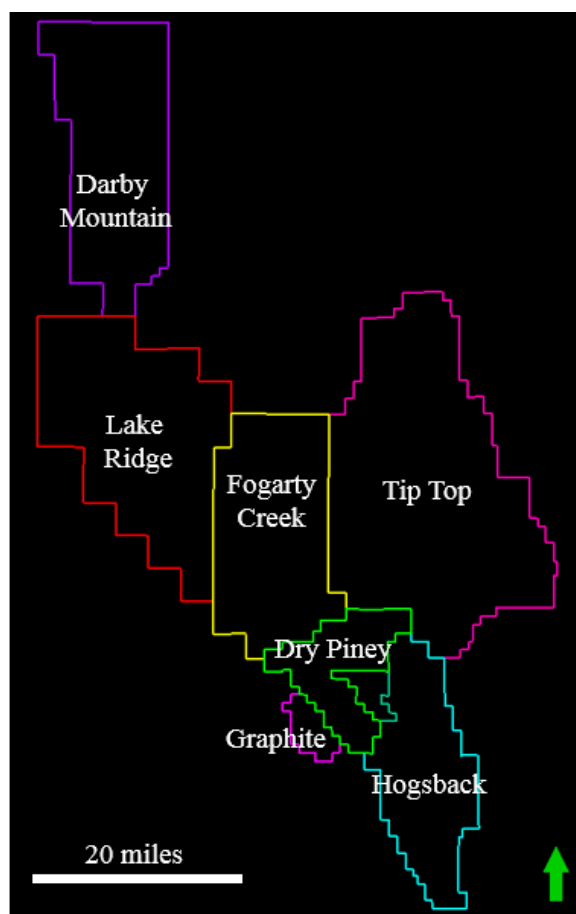 Darby
Mountain
Lake
Ridge
Fogarty
Creek
Tip Top
Dry Piney
Graphite
Hogsback
20 miles